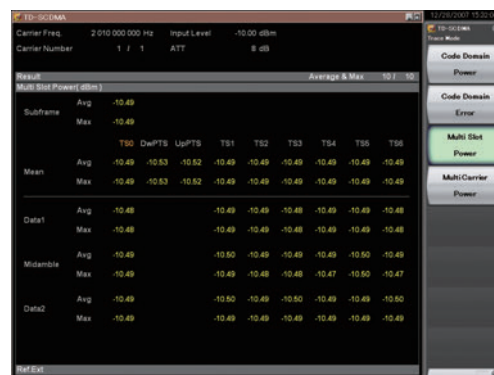 TD-SCDMA
12/28/2007 15:32:0
Carrier Freq. 2 010 000 000 Hz Input Level -10.00 dBm
Carrier Number 1 / 1 ATT 8 dB
Result Average & Max 10 / 10
Multi Slot Power( dBm )
Subframe
Avg -10.49
Max -10.49
TS0 DwPTS UpPTS TS1 TS2 TS3 TS4 TS5 TS6
Mean
Avg -10.49 -10.53 -10.52 -10.49 -10.49 -10.49 -10.49 -10.49 -10.49
Max -10.49 -10.53 -10.52 -10.49 -10.49 -10.49 -10.49 -10.49 -10.49
Data1
Avg -10.48 -10.49 -10.49 -10.48 -10.49 -10.49 -10.48
Max -10.48 -10.49 -10.49 -10.48 -10.49 -10.49 -10.48
Midamble
Avg -10.49 -10.50 -10.49 -10.49 -10.49 -10.50 -10.49
Max -10.49 -10.49 -10.48 -10.48 -10.47 -10.50 -10.47
Data2
Avg -10.49 -10.50 -10.49 -10.50 -10.49 -10.49 -10.50
Max -10.49 -10.49 -10.49 -10.49 -10.49 -10.49 -10.49
Ref.Ext
TD-SCDMA
Trace Mode
Code Domain
Power
Code Domain
Error
Multi Slot
Power
Multi Carrier
Power